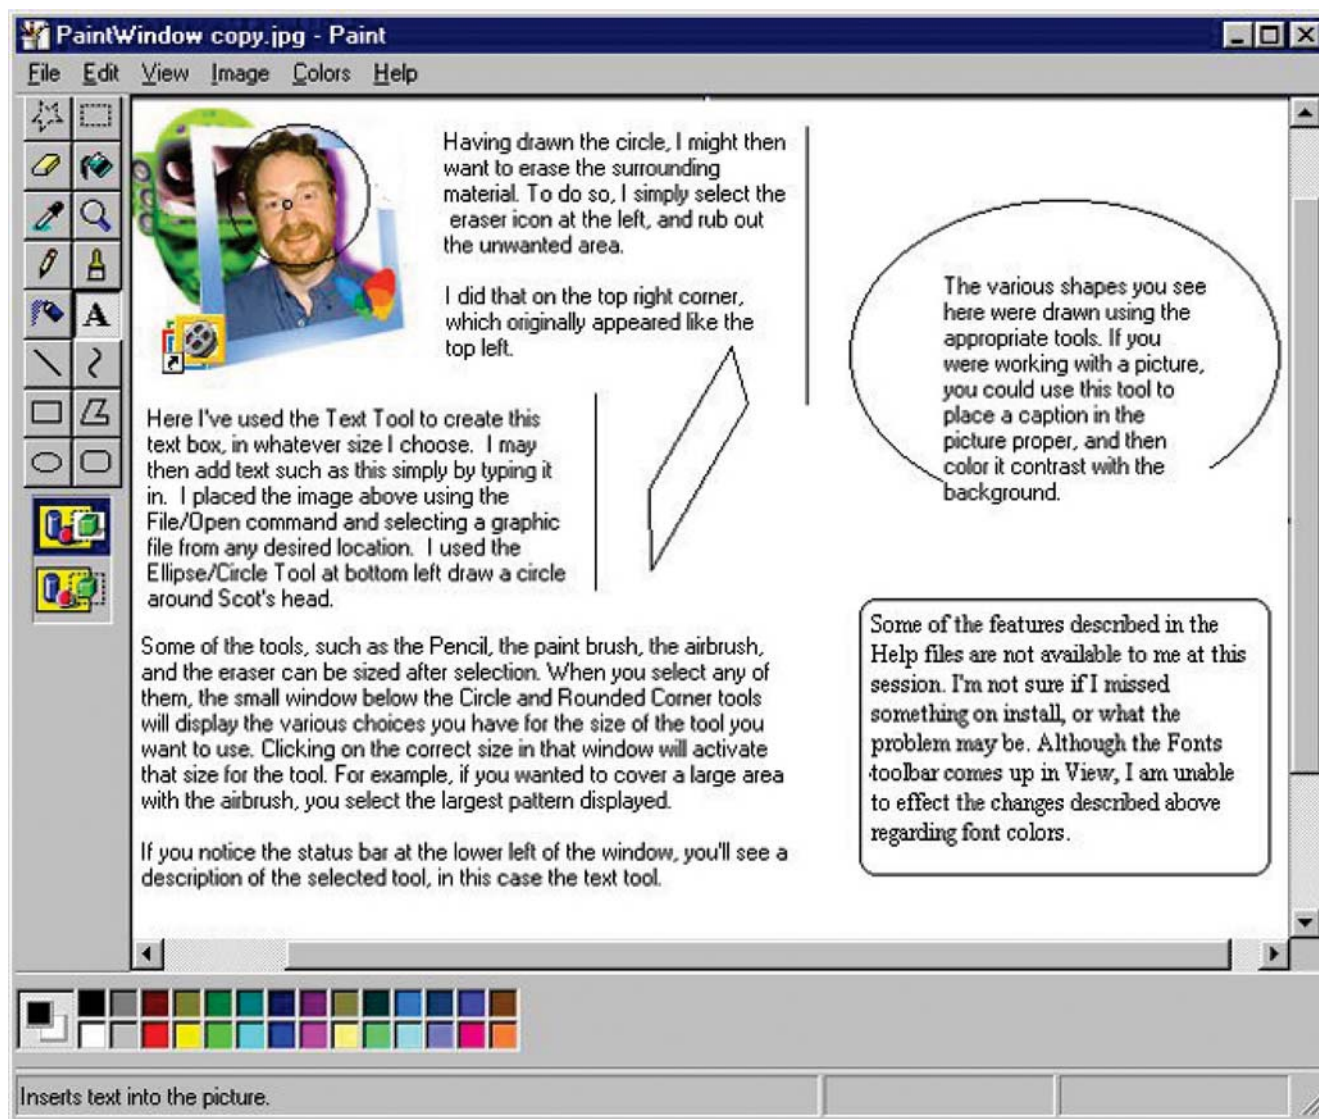 PaintWindow copy.jpg - Paint
File Edit View Image Colors Help
A
Having drawn the circle, I might then
want to erase the surrounding
material. To do so, I simply select the
eraser icon at the left, and rub out
the unwanted area.
I did that on the top right corner,
which originally appeared like the
top left.
Here I've used the Text Tool to create this
text box, in whatever size I choose.  I may
then add text such as this simply by typing it
in.  I placed the image above using the
File/Open command and selecting a graphic
file from any desired location.  I used the
Ellipse/Circle Tool at bottom left draw a circle
around Scot's head.
Some of the tools, such as the Pencil, the paint brush, the airbrush,
and the eraser can be sized after selection. When you select any of
them, the small window below the Circle and Rounded Corner tools
will display the various choices you have for the size of the tool you
want to use. Clicking on the correct size in that window will activate
that size for the tool. For example, if you wanted to cover a large area
with the airbrush, you select the largest pattern displayed.
If you notice the status bar at the lower left of the window, you'll see a
description of the selected tool, in this case the text tool.
The various shapes you see
here were drawn using the
appropriate tools. If you
were working with a picture,
you could use this tool to
place a caption in the
picture proper, and then
color it contrast with the
background.
Some of the features described in the
Help files are not available to me at this
session. I'm not sure if I missed
something on install, or what the
problem may be. Although the Fonts
toolbar comes up in View, I am unable
to effect the changes described above
regarding font colors.
Inserts text into the picture.